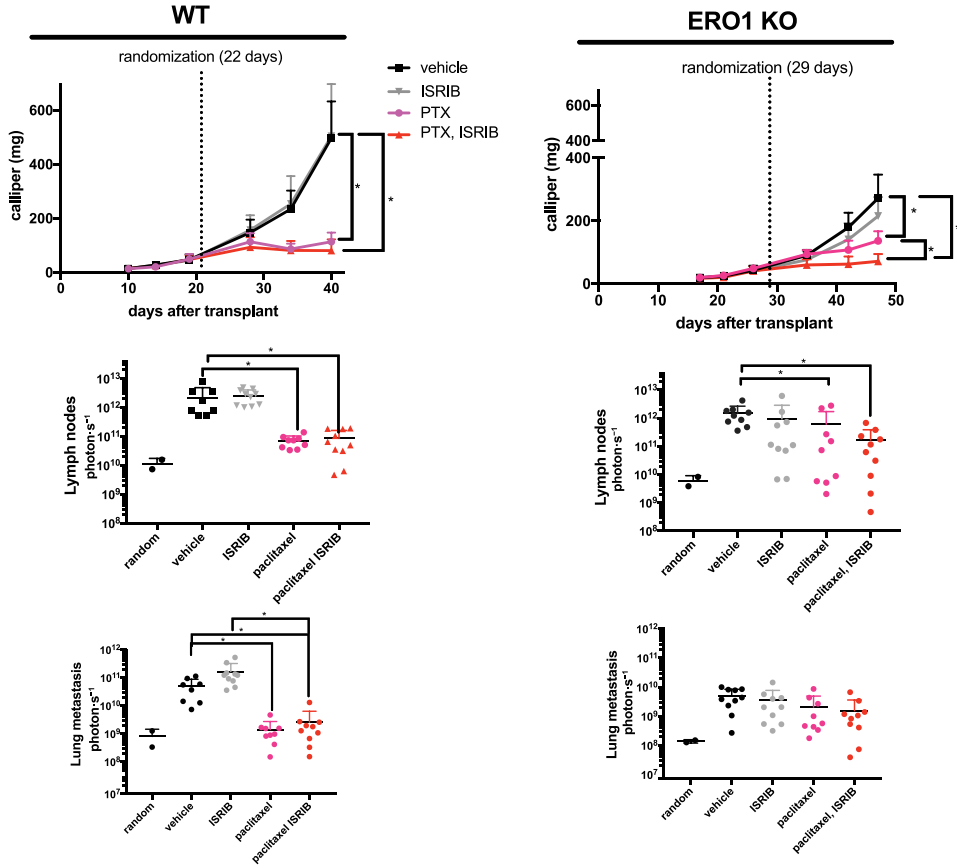 WT
randomization (22 days)
vehicle
ISRIB
PTX
PTX, ISRIB
calliper (mg)
600
400
200
0
0 10 20 30 40
days after transplant
*
*
ERO1 KO
randomization (29 days)
calliper (mg)
600
400
400
200
0
0 10 20 30 40 50
days after transplant
*
*
*
Lymph nodes
photon·s⁻¹
10¹³
10¹²
10¹¹
10¹⁰
10⁹
10⁸
random
vehicle
ISRIB
paclitaxel
paclitaxel ISRIB
*
*
Lymph nodes
photon·s⁻¹
10¹³
10¹²
10¹¹
10¹⁰
10⁹
10⁸
random
vehicle
ISRIB
paclitaxel
paclitaxel, ISRIB
*
*
Lung metastasis
photon·s⁻¹
10¹²
10¹¹
10¹⁰
10⁹
10⁸
10⁷
random
vehicle
ISRIB
paclitaxel
paclitaxel ISRIB
*
*
*
Lung metastasis
photon·s⁻¹
10¹²
10¹¹
10¹⁰
10⁹
10⁸
10⁷
random
vehicle
ISRIB
paclitaxel
paclitaxel, ISRIB